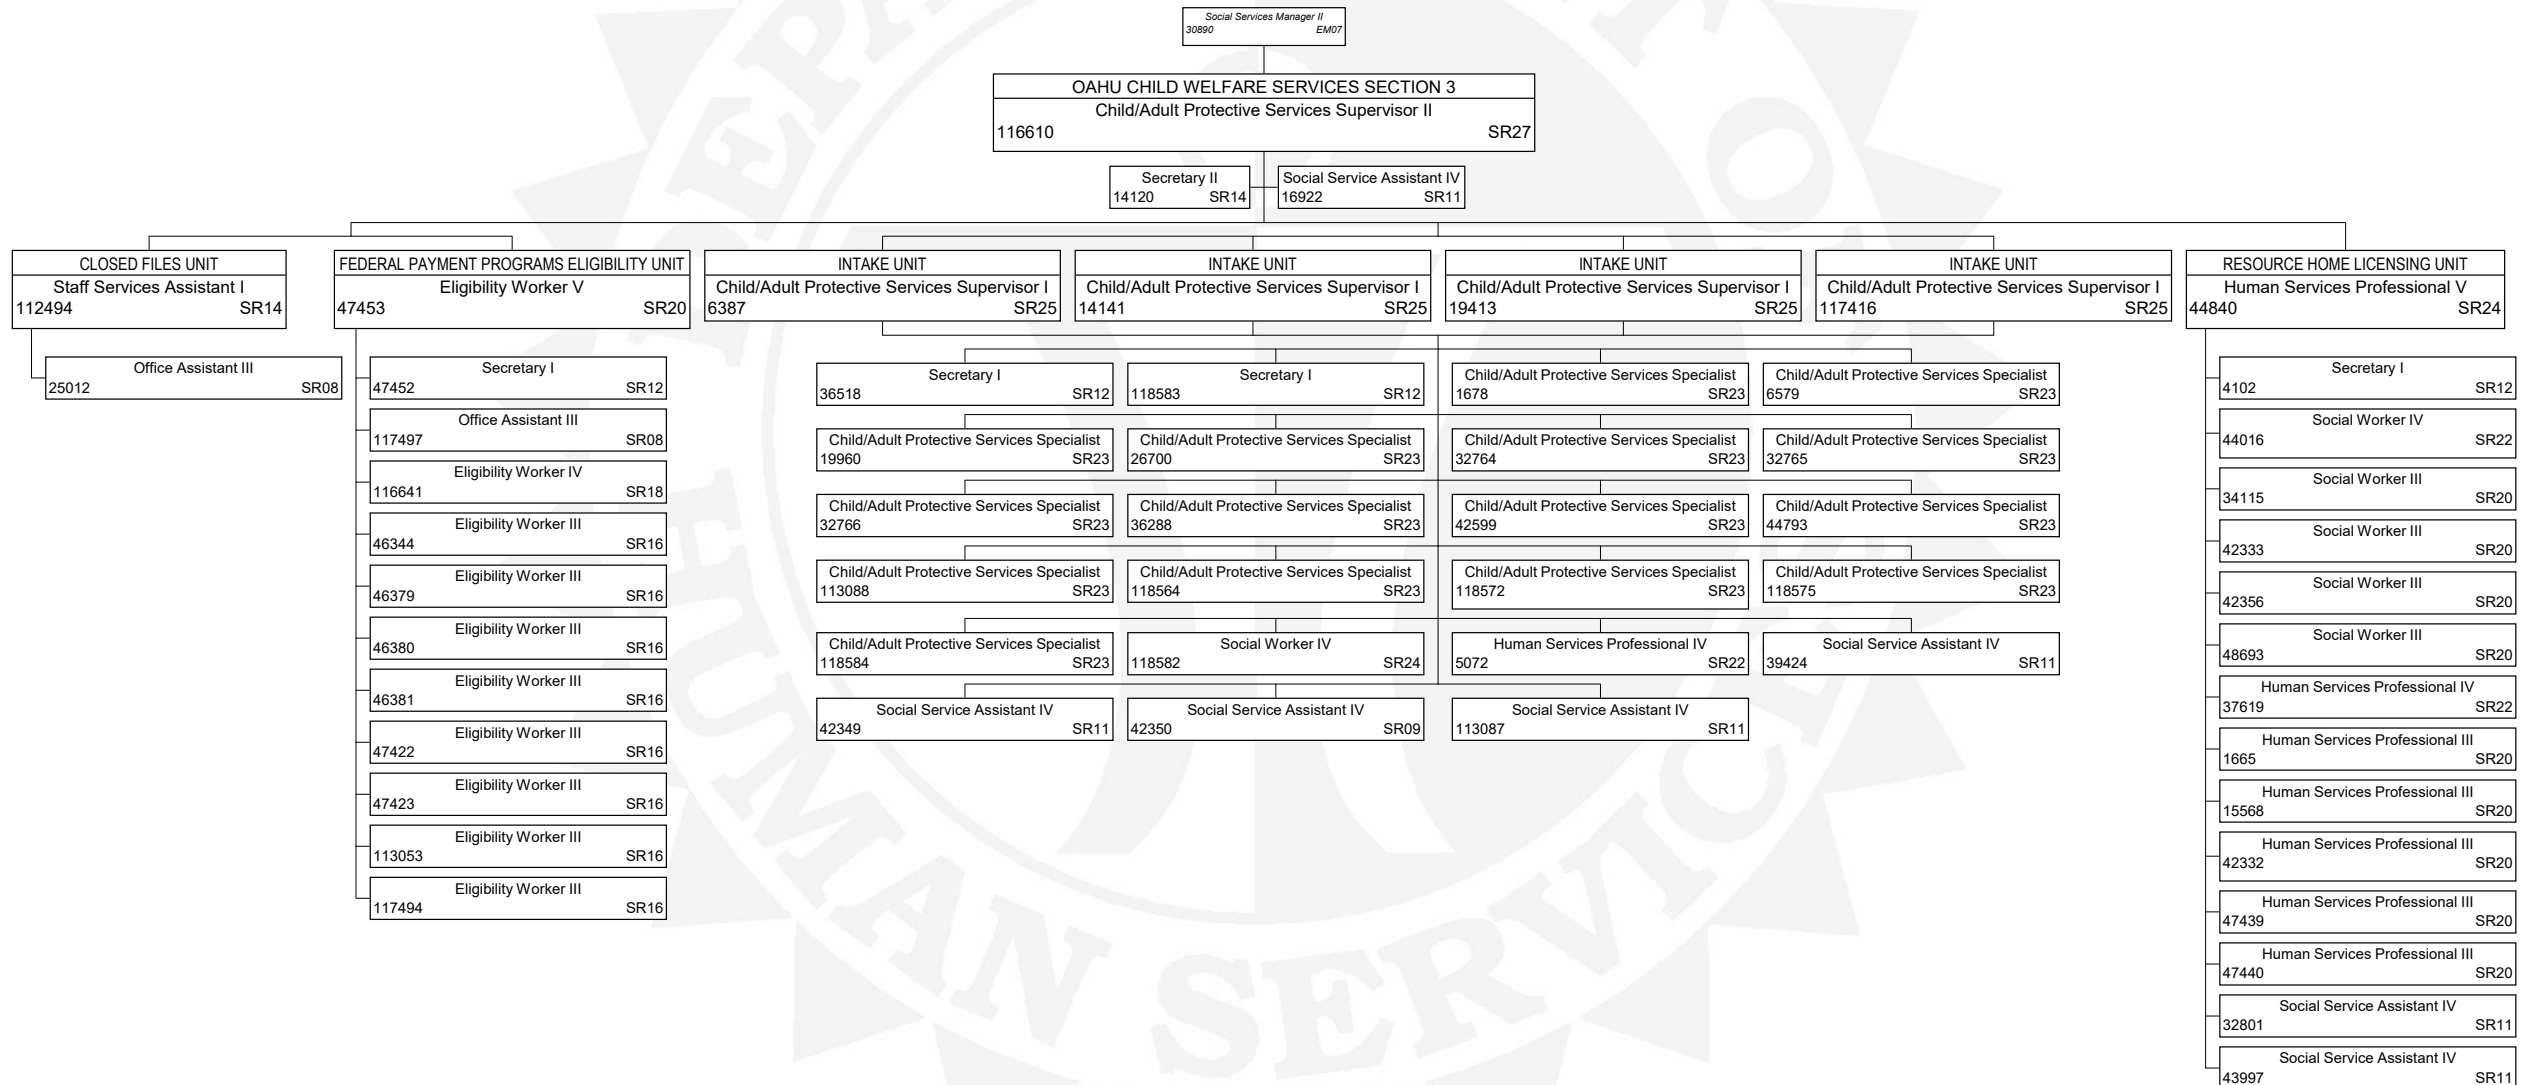 Social Services Manager II
30890 EM07
OAHU CHILD WELFARE SERVICES SECTION 3
Child/Adult Protective Services Supervisor II
116610 SR27
Secretary II
14120 SR14
Social Service Assistant IV
16922 SR11
CLOSED FILES UNIT
Staff Services Assistant I
112494 SR14
Office Assistant III
25012 SR08
FEDERAL PAYMENT PROGRAMS ELIGIBILITY UNIT
Eligibility Worker V
47453 SR20
Secretary I
47452 SR12
Office Assistant III
117497 SR08
Eligibility Worker IV
116641 SR18
Eligibility Worker III
46344 SR16
Eligibility Worker III
46379 SR16
Eligibility Worker III
46380 SR16
Eligibility Worker III
46381 SR16
Eligibility Worker III
47422 SR16
Eligibility Worker III
47423 SR16
Eligibility Worker III
113053 SR16
Eligibility Worker III
117494 SR16
INTAKE UNIT
Child/Adult Protective Services Supervisor I
6387 SR25
INTAKE UNIT
Child/Adult Protective Services Supervisor I
14141 SR25
INTAKE UNIT
Child/Adult Protective Services Supervisor I
19413 SR25
INTAKE UNIT
Child/Adult Protective Services Supervisor I
117416 SR25
Secretary I
36518 SR12
Secretary I
118583 SR12
Child/Adult Protective Services Specialist
1678 SR23
Child/Adult Protective Services Specialist
6579 SR23
Child/Adult Protective Services Specialist
19960 SR23
Child/Adult Protective Services Specialist
26700 SR23
Child/Adult Protective Services Specialist
32764 SR23
Child/Adult Protective Services Specialist
32765 SR23
Child/Adult Protective Services Specialist
32766 SR23
Child/Adult Protective Services Specialist
36288 SR23
Child/Adult Protective Services Specialist
42599 SR23
Child/Adult Protective Services Specialist
44793 SR23
Child/Adult Protective Services Specialist
113088 SR23
Child/Adult Protective Services Specialist
118564 SR23
Child/Adult Protective Services Specialist
118572 SR23
Child/Adult Protective Services Specialist
118575 SR23
Child/Adult Protective Services Specialist
118584 SR23
Social Worker IV
118582 SR24
Human Services Professional IV
5072 SR22
Social Service Assistant IV
39424 SR11
Social Service Assistant IV
42349 SR11
Social Service Assistant IV
42350 SR09
Social Service Assistant IV
113087 SR11
RESOURCE HOME LICENSING UNIT
Human Services Professional V
44840 SR24
Secretary I
4102 SR12
Social Worker IV
44016 SR22
Social Worker III
34115 SR20
Social Worker III
42333 SR20
Social Worker III
42356 SR20
Social Worker III
48693 SR20
Human Services Professional IV
37619 SR22
Human Services Professional III
1665 SR20
Human Services Professional III
15568 SR20
Human Services Professional III
42332 SR20
Human Services Professional III
47439 SR20
Human Services Professional III
47440 SR20
Social Service Assistant IV
32801 SR11
Social Service Assistant IV
43997 SR11
HUMAN SERVICES